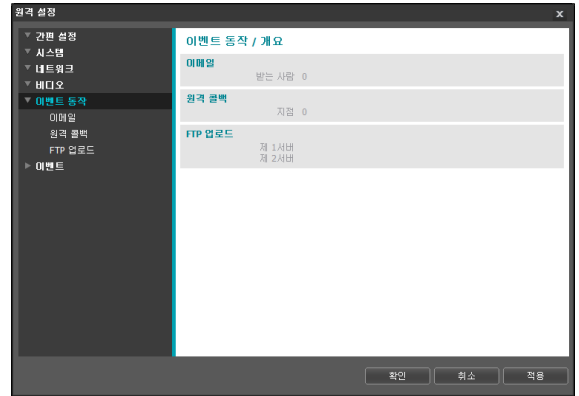 원격 설정
x
간편 설정
시스템
네트워크
비디오
이벤트 동작
이메일
원격 콜백
FTP 업로드
이벤트
이벤트 동작 / 개요
이메일
받는 사람 0
원격 콜백
지점 0
FTP 업로드
제 1서버
제 2서버
확인
취소
적용